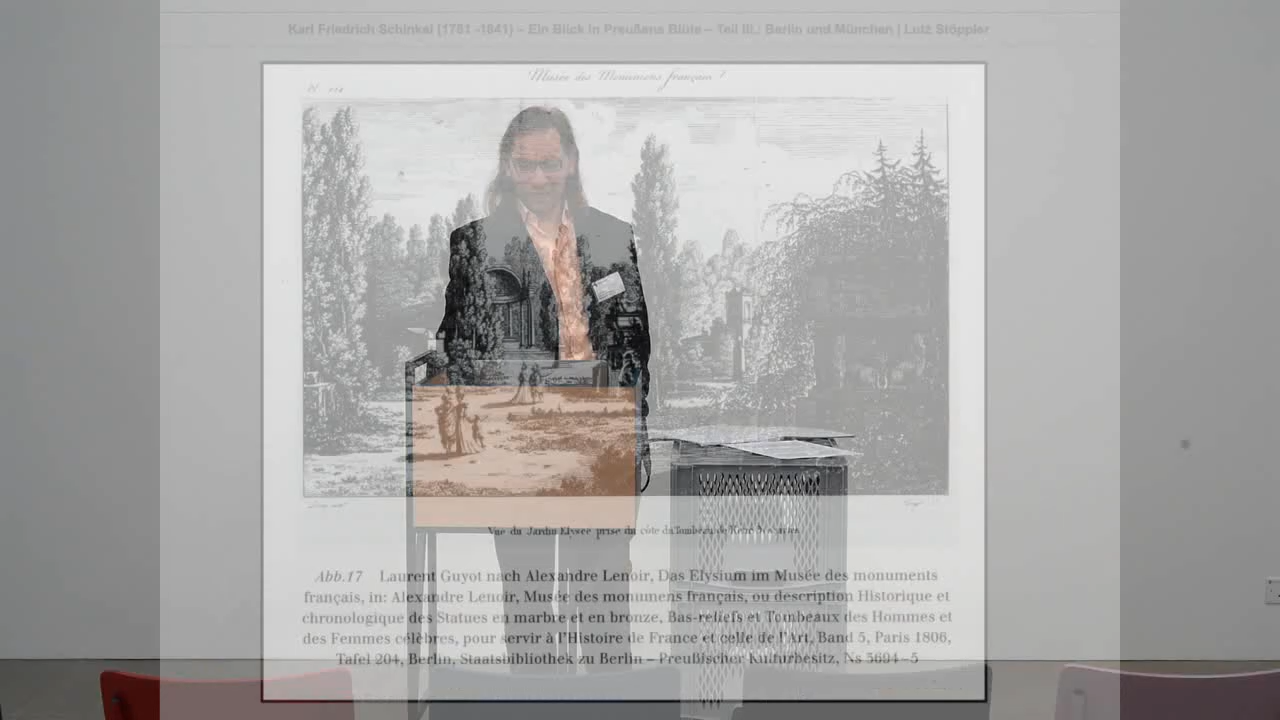 Karl Friedrich Schinkel (1781 -1841) – Ein Blick in Preußens Blüte – Teil III.: Berlin und München | Lutz Stöppler
Musée des Monumens français
Vue du Jardin Elysée prise du côté du Tombeau de René Descartes
Abb.17 Laurent Guyot nach Alexandre Lenoir, Das Elysium im Musée des monuments
français, in: Alexandre Lenoir, Musée des monumens français, ou description Historique et
chronologique des Statues en marbre et en bronze, Bas-reliefs et Tombeaux des Hommes et
des Femmes célèbres, pour servir à l'Histoire de France et celle de l'Art, Band 5, Paris 1806,
Tafel 204, Berlin, Staatsbibliothek zu Berlin – Preußischer Kulturbesitz, Ns 5694–5